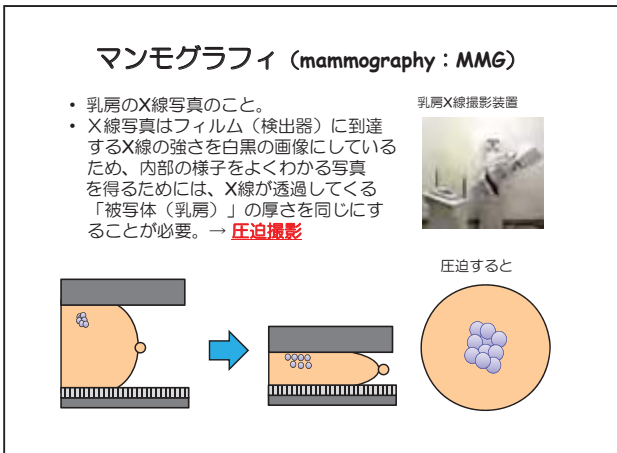 マンモグラフィ（mammography：MMG）
• 乳房のX線写真のこと。
• X線写真はフィルム（検出器）に到達
するX線の強さを白黒の画像にしている
ため、内部の様子をよくわかる写真
を得るためには、X線が透過してくる
「被写体（乳房）」の厚さを同じにす
ることが必要。→ 圧迫撮影
乳房X線撮影装置
圧迫すると